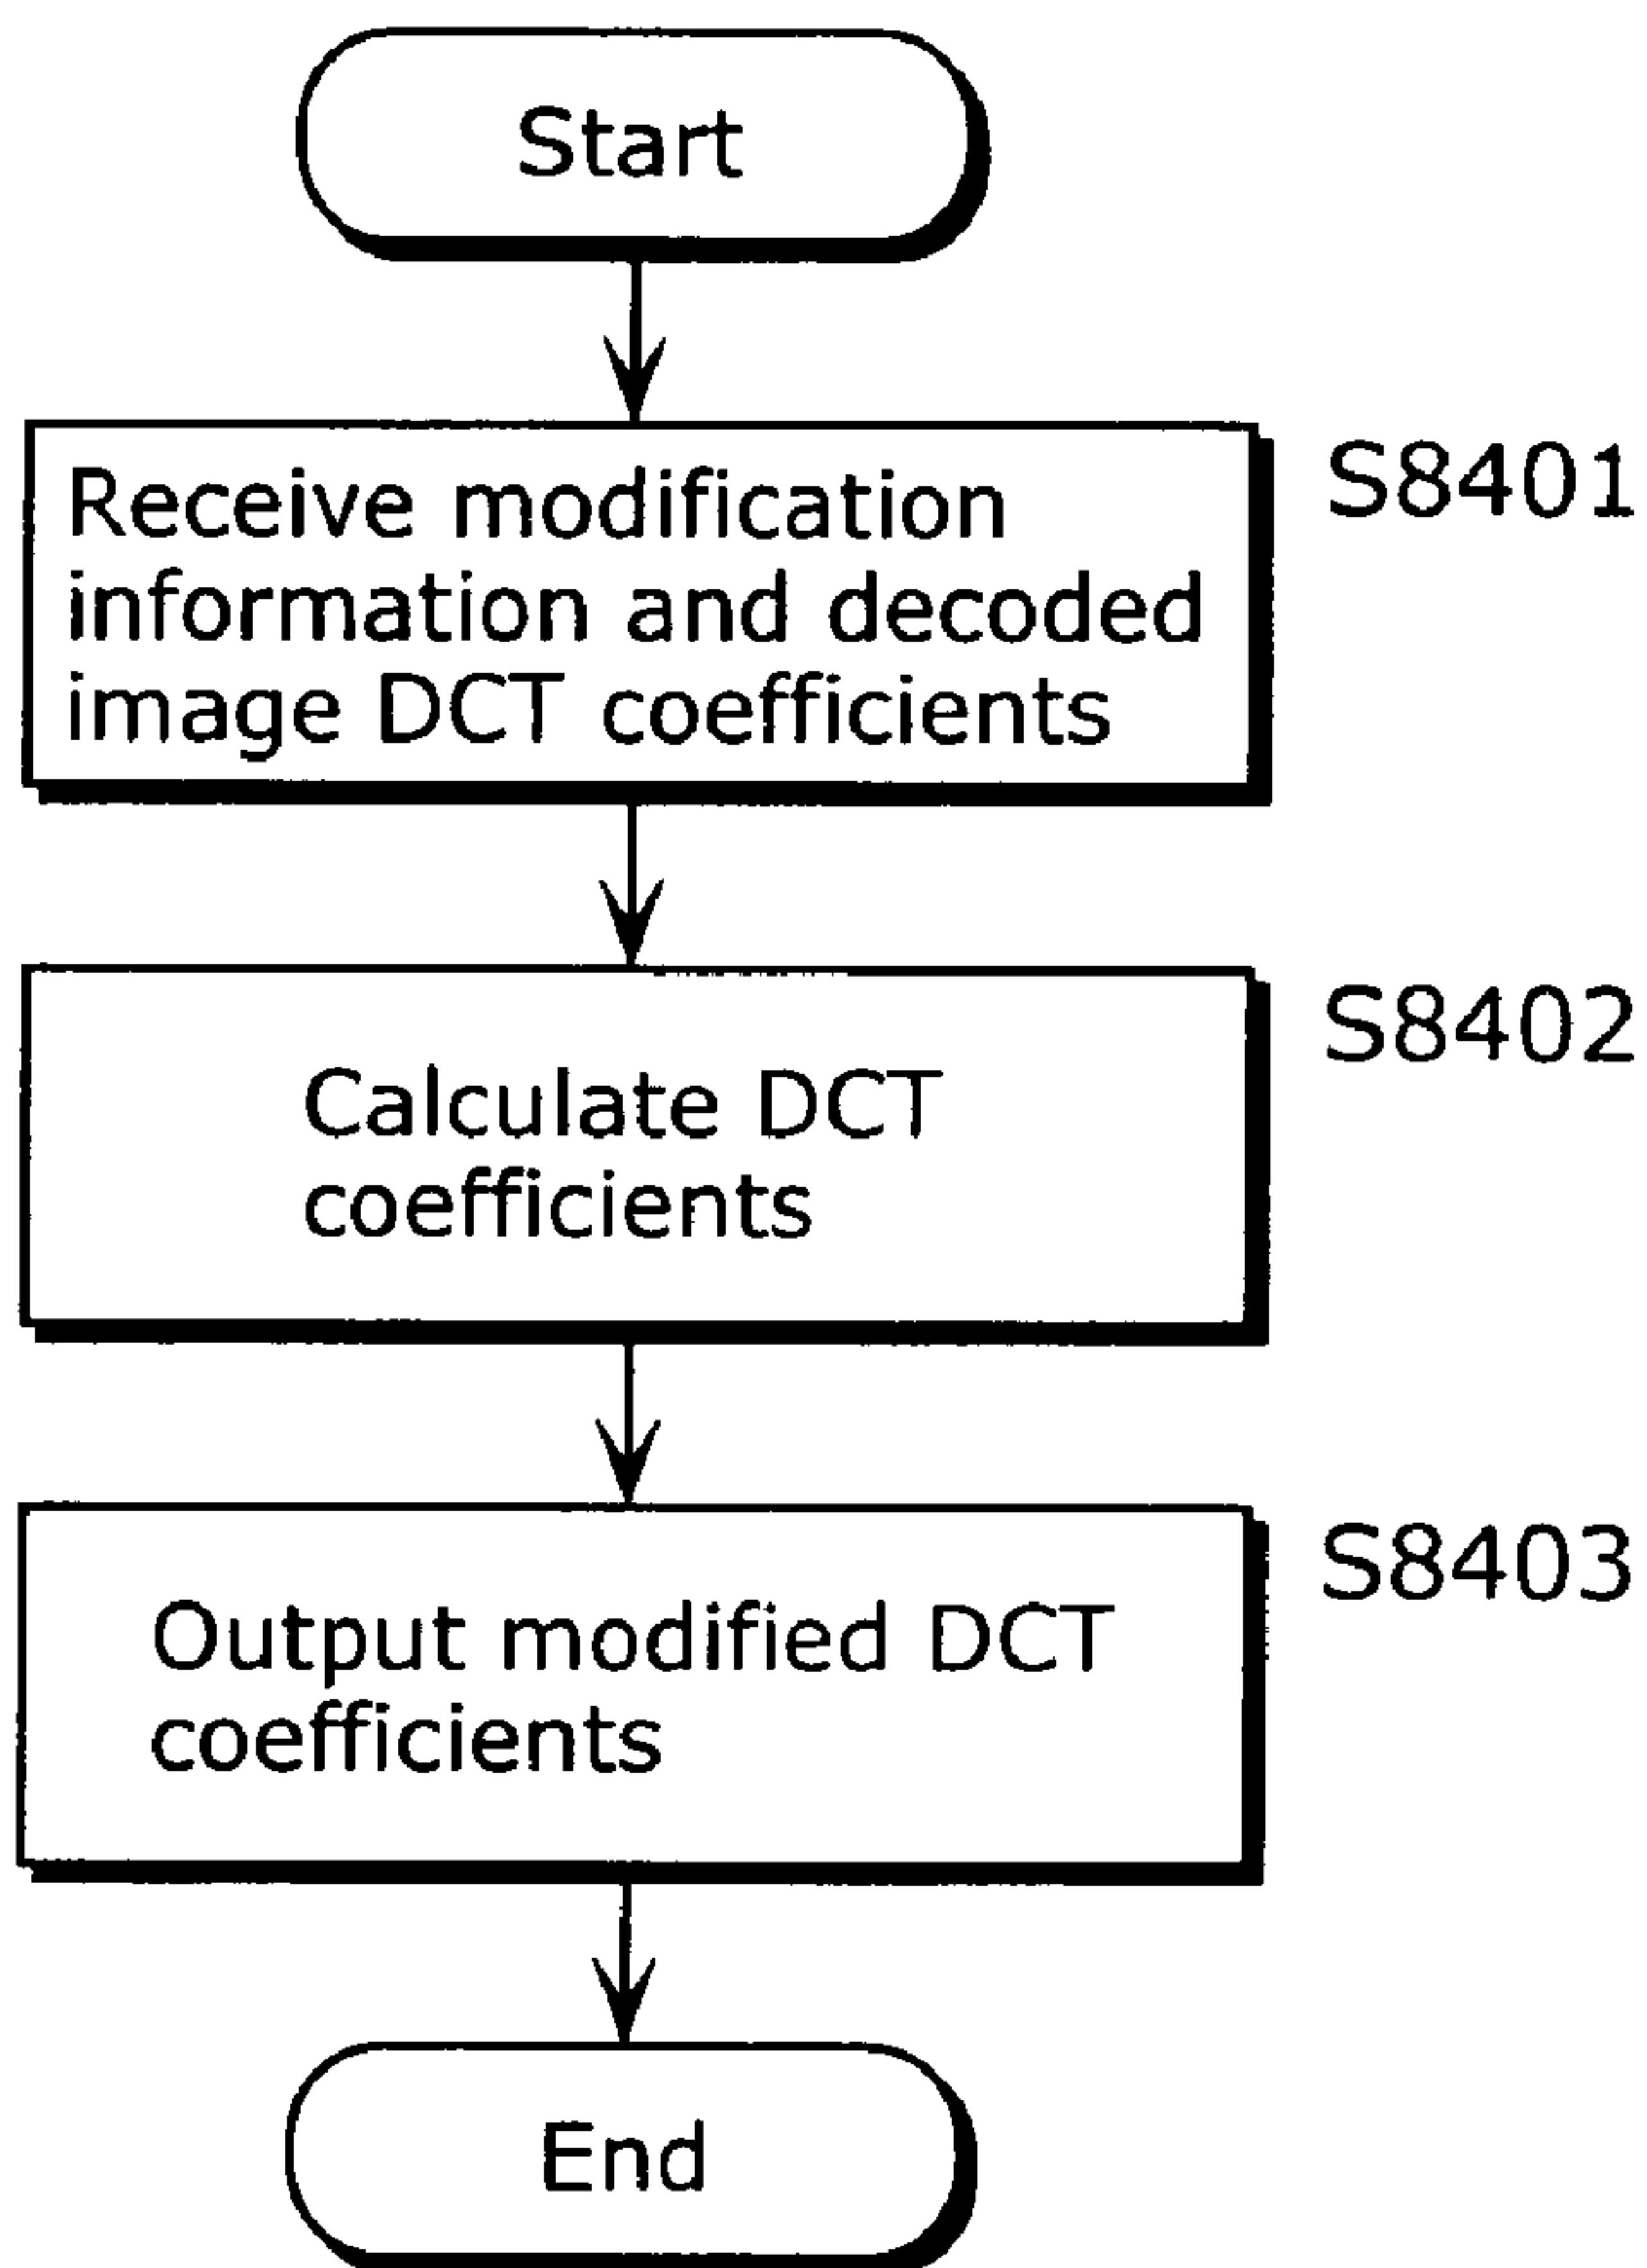 Start
Receive modification
information and decoded
image DCT coefficients
S8401
Calculate DCT
coefficients
S8402
Output modified DCT
coefficients
S8403
End